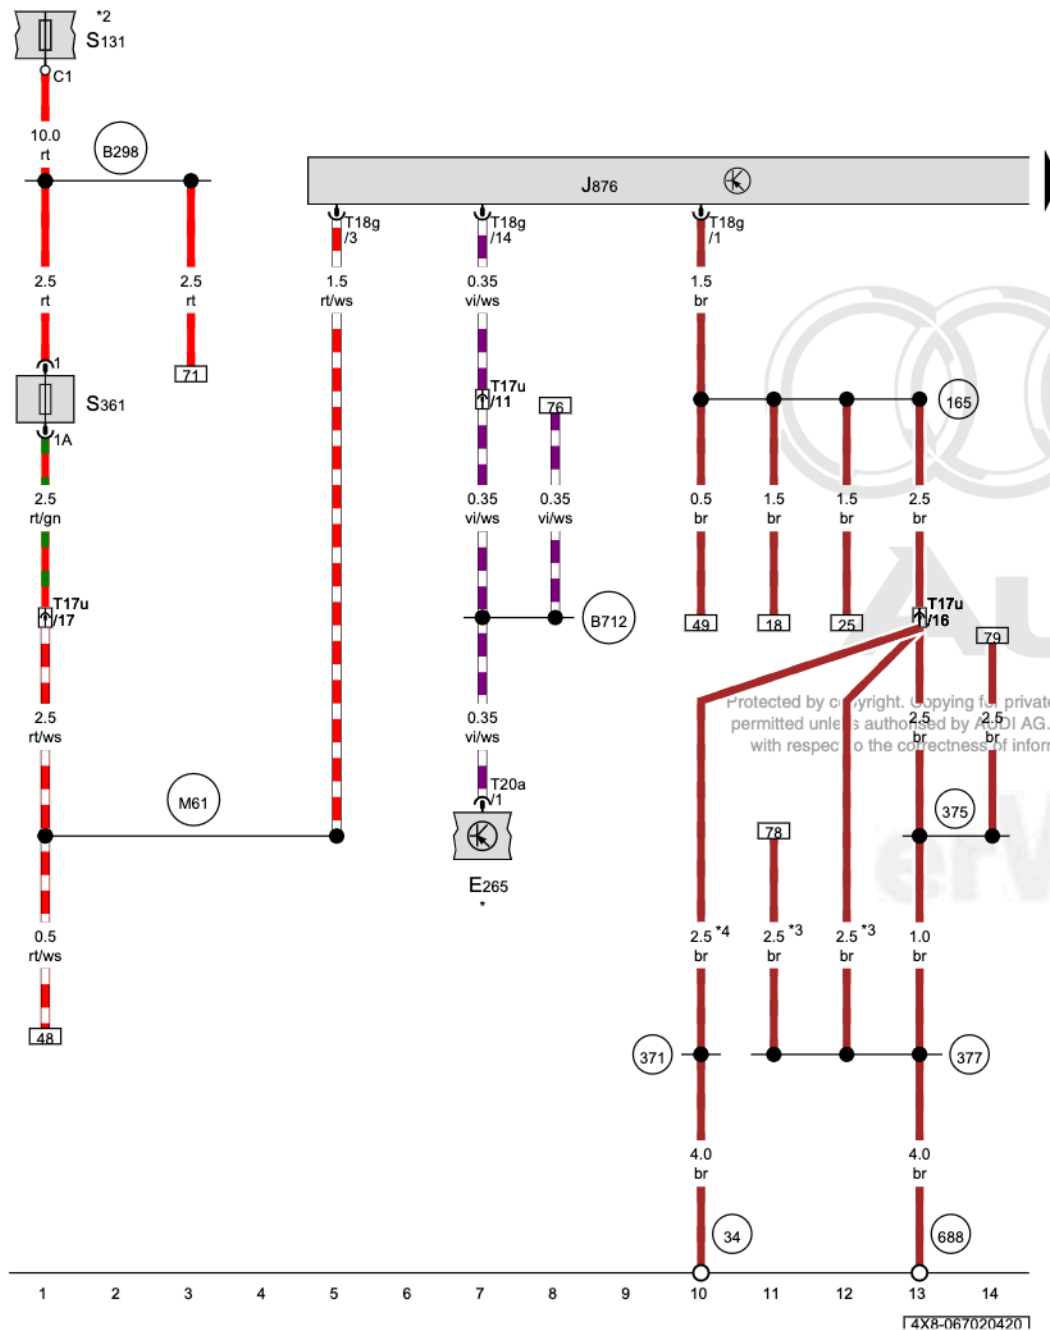 *2
S131
C1
10.0
rt
B298
J876
T18g
/3
T18g
/14
T18g
/1
2.5
rt
2.5
rt
1.5
rt/ws
0.35
vi/ws
1.5
br
1
71
S361
1A
T17u
/11
76
165
2.5
rt/gn
0.35
vi/ws
0.35
vi/ws
0.5
br
1.5
br
1.5
br
2.5
br
T17u
/17
B712
49
18
25
T17u
/16
79
Protected by copyright. Copying for private
permitted unless authorised by AUDI AG.
with respect to the correctness of inform
2.5
rt/ws
0.35
vi/ws
2.5
br
2.5
br
M61
T20a
/1
375
78
E265
*
0.5
rt/ws
2.5 *4
br
2.5 *3
br
2.5 *3
br
1.0
br
48
371
377
4.0
br
4.0
br
34
688
1 2 3 4 5 6 7 8 9 10 11 12 13 14
4X8-067020420